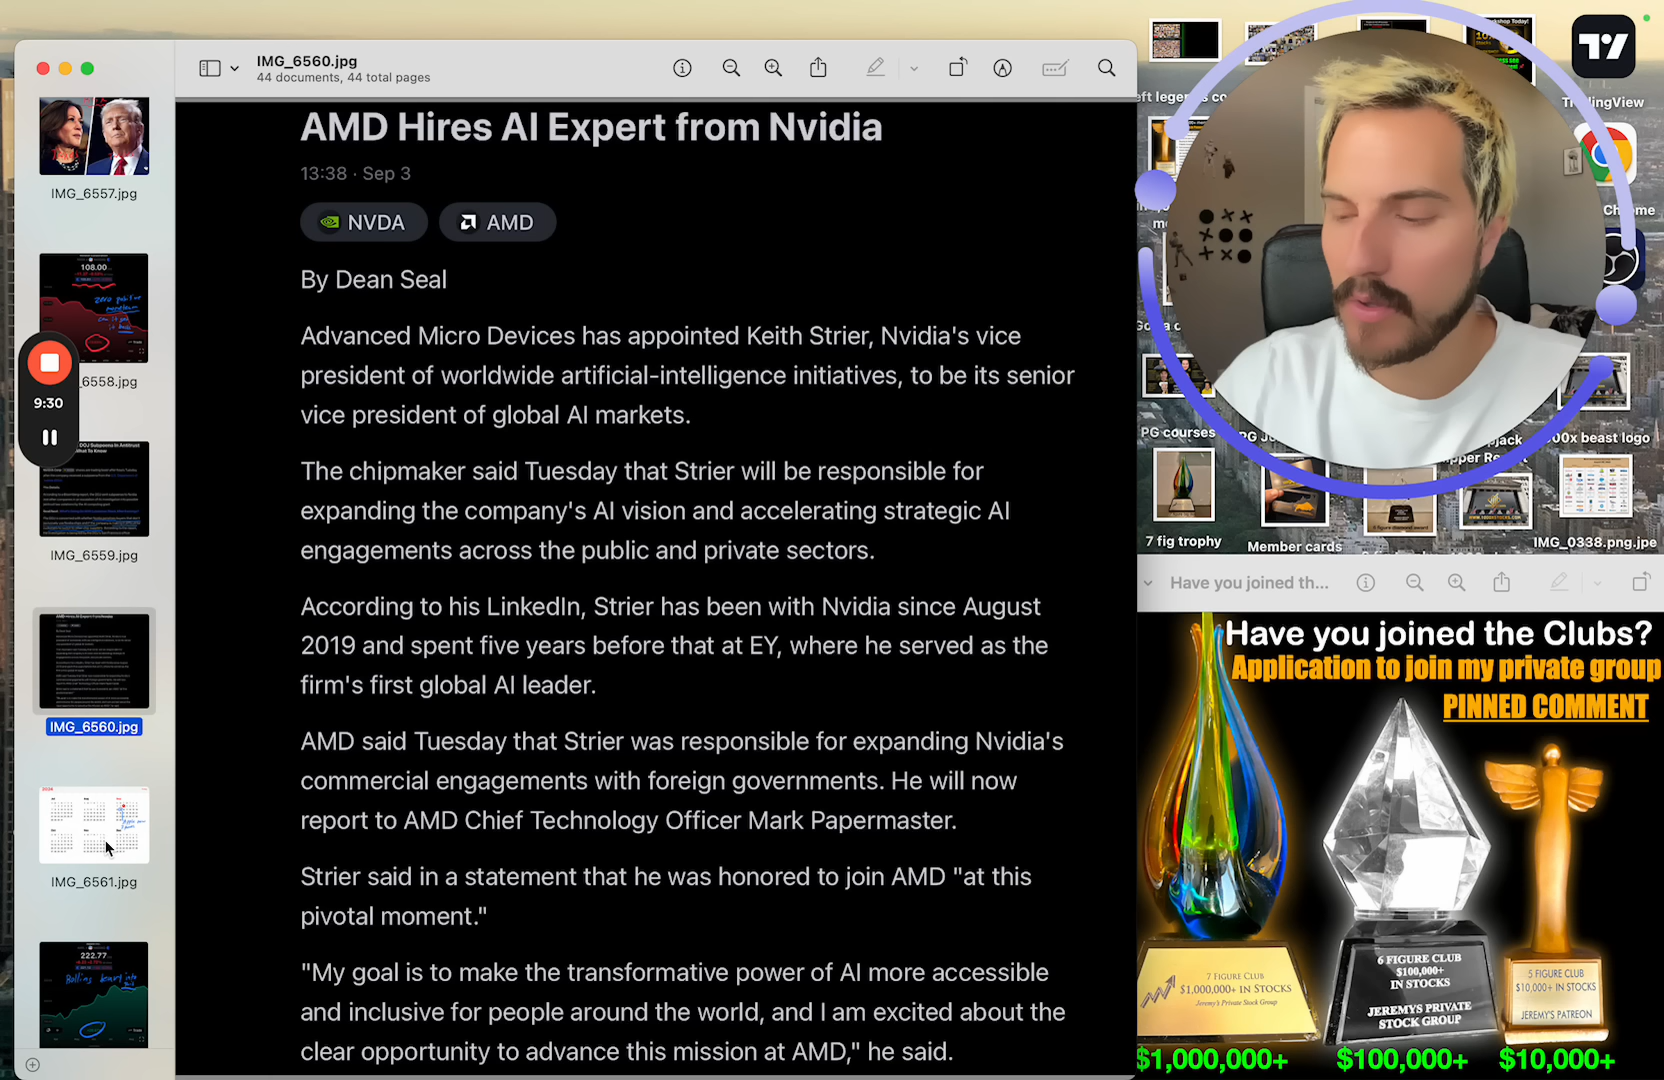 IMG_6560.jpg
44 documents, 44 total pages
IMG_6557.jpg
108.00
6558.jpg
9:30
IMG_6559.jpg
IMG_6560.jpg
2024
IMG_6561.jpg
222.77
AMD Hires AI Expert from Nvidia
13:38 · Sep 3
NVDA
AMD
By Dean Seal
Advanced Micro Devices has appointed Keith Strier, Nvidia's vice
president of worldwide artificial-intelligence initiatives, to be its senior
vice president of global AI markets.
The chipmaker said Tuesday that Strier will be responsible for
expanding the company's AI vision and accelerating strategic AI
engagements across the public and private sectors.
According to his LinkedIn, Strier has been with Nvidia since August
2019 and spent five years before that at EY, where he served as the
firm's first global AI leader.
AMD said Tuesday that Strier was responsible for expanding Nvidia's
commercial engagements with foreign governments. He will now
report to AMD Chief Technology Officer Mark Papermaster.
Strier said in a statement that he was honored to join AMD "at this
pivotal moment."
"My goal is to make the transformative power of AI more accessible
and inclusive for people around the world, and I am excited about the
clear opportunity to advance this mission at AMD," he said.
TradingView
PG courses
7 fig trophy
Member cards
IMG_0338.png.jpe
00x beast logo
Have you joined th...
Have you joined the Clubs?
Application to join my private group
PINNED COMMENT
7 FIGURE CLUB
$1,000,000+ IN STOCKS
Jeremy's Private Stock Group
6 FIGURE CLUB
$100,000+
IN STOCKS
JEREMYS PRIVATE
STOCK GROUP
5 FIGURE CLUB
$10,000+ IN STOCKS
JEREMY'S PATREON
$1,000,000+
$100,000+
$10,000+